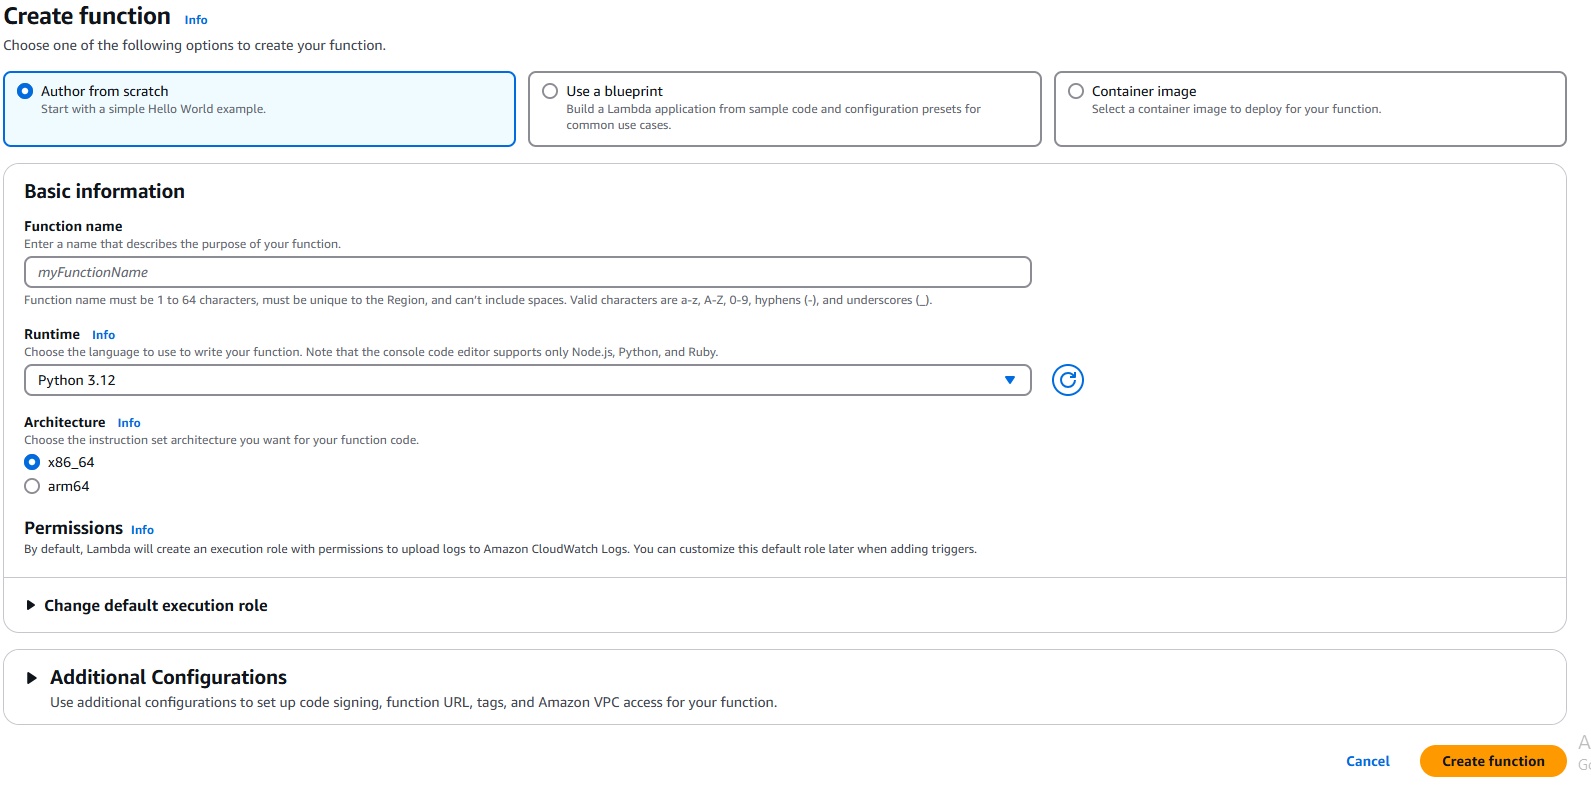 Create function Info
Choose one of the following options to create your function.
Author from scratch
Start with a simple Hello World example.
Use a blueprint
Build a Lambda application from sample code and configuration presets for
common use cases.
Container image
Select a container image to deploy for your function.
Basic information
Function name
Enter a name that describes the purpose of your function.
myFunctionName
Function name must be 1 to 64 characters, must be unique to the Region, and can't include spaces. Valid characters are a-z, A-Z, 0-9, hyphens (-), and underscores (_).
Runtime Info
Choose the language to use to write your function. Note that the console code editor supports only Node.js, Python, and Ruby.
Python 3.12
Architecture Info
Choose the instruction set architecture you want for your function code.
x86_64
arm64
Permissions Info
By default, Lambda will create an execution role with permissions to upload logs to Amazon CloudWatch Logs. You can customize this default role later when adding triggers.
Change default execution role
Additional Configurations
Use additional configurations to set up code signing, function URL, tags, and Amazon VPC access for your function.
Cancel
Create function